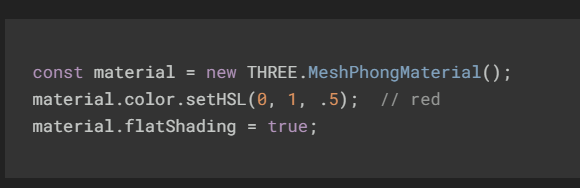 const material = new THREE.MeshPhongMaterial();
material.color.setHSL(0, 1, .5);  // red
material.flatShading = true;